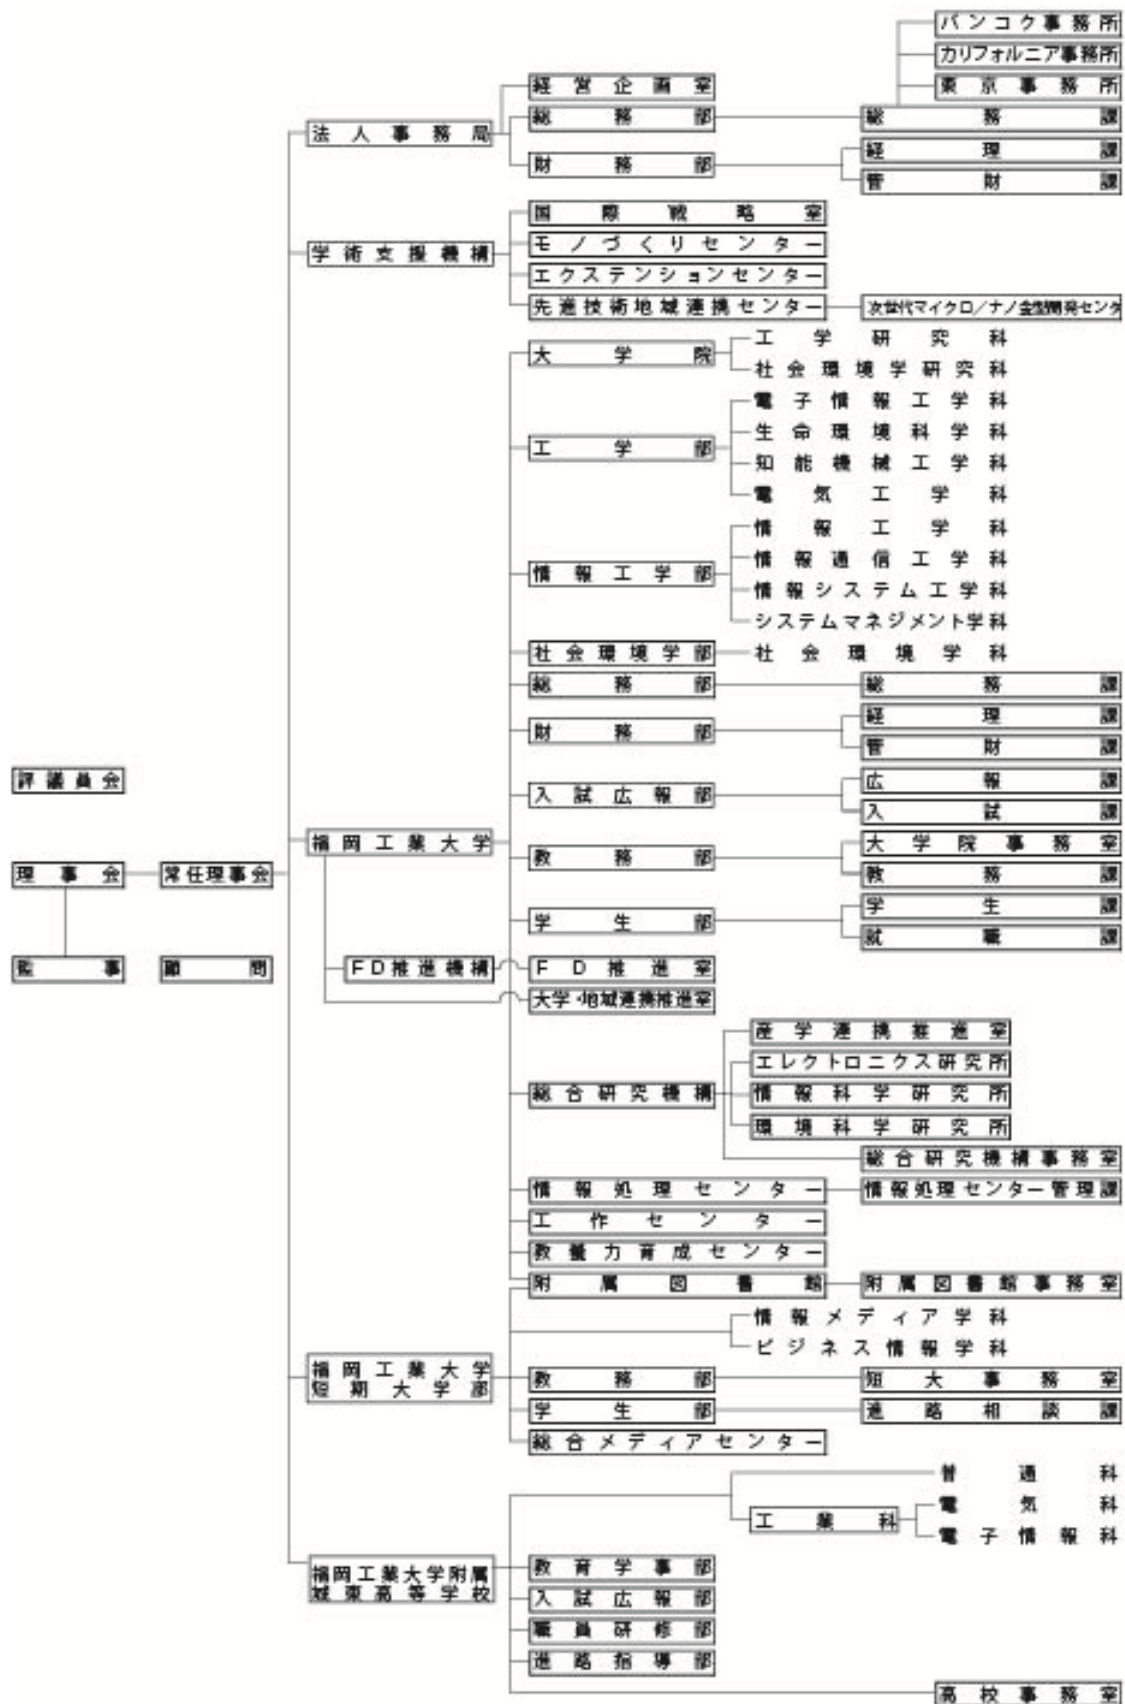 バンコク事務所
カリフォルニア事務所
東京事務所
経営企画室
総務部
総務課
法人事務局
経理課
財務部
管財課
国際戦略室
モノづくりセンター
学術支援機構
エクステンションセンター
先進技術地域連携センター
次世代マイクロ/ナノ金型開発センタ
工学研究科
大学院
社会環境学研究科
電子情報工学科
生命環境科学科
工学部
知能機械工学科
電気工学科
情報工学科
情報通信工学科
情報工学部
情報システム工学科
システムマネジメント学科
社会環境学部
社会環境学科
総務部
総務課
経理課
財務部
管財課
評議員会
広報課
入試広報部
入試課
福岡工業大学
大学院事務室
教務部
理事会
常任理事会
教務課
学生課
学生部
就職課
監事
顧問
FD推進機構
FD推進室
大学・地域連携推進室
産学連携推進室
エレクトロニクス研究所
総合研究機構
情報科学研究所
環境科学研究所
総合研究機構事務室
情報処理センター
情報処理センター管理課
工作センター
教養力育成センター
附属図書館
附属図書館事務室
情報メディア学科
ビジネス情報学科
福岡工業大学
短期大学部
教務部
短大事務室
学生部
進路相談課
総合メディアセンター
普通科
電気科
工業科
電子情報科
福岡工業大学附属
城東高等学校
教育学事部
入試広報部
職員研修部
進路指導部
高校事務室